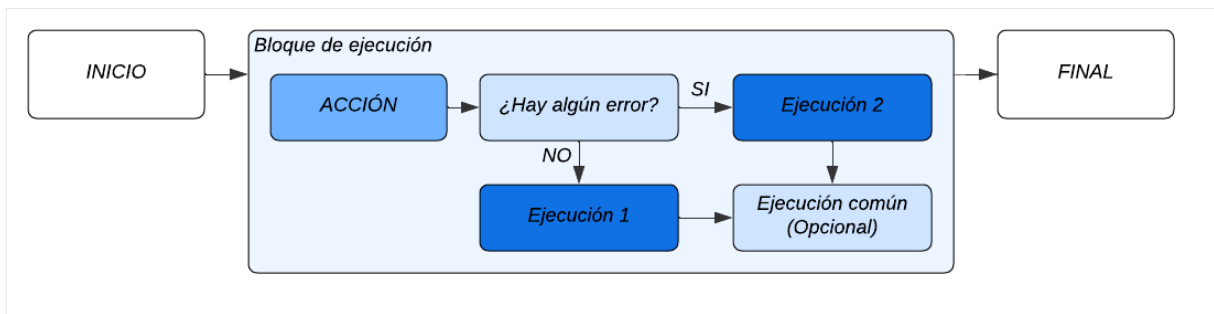 Bloque de ejecución
INICIO
ACCIÓN
¿Hay algún error?
SI
Ejecución 2
FINAL
NO
Ejecución 1
Ejecución común
(Opcional)